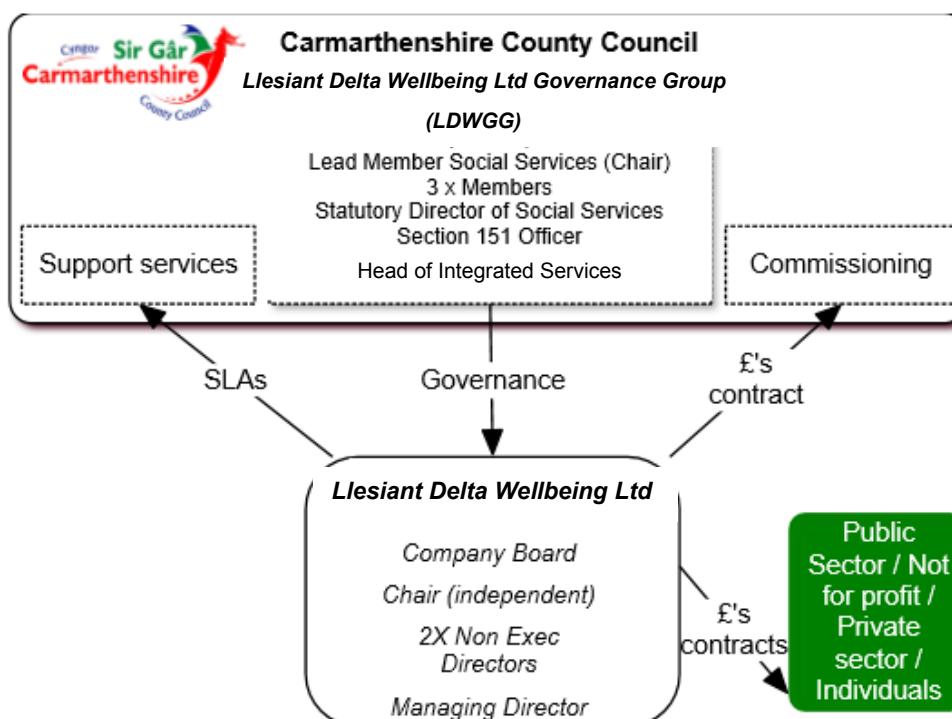 Cyngor Sir Gâr
Carmarthenshire
County Council
Carmarthenshire County Council
Llesiant Delta Wellbeing Ltd Governance Group
(LDWGG)
Lead Member Social Services (Chair)
3 x Members
Statutory Director of Social Services
Section 151 Officer
Head of Integrated Services
Support services
Commissioning
SLAs
Governance
£'s
contract
Llesiant Delta Wellbeing Ltd
Company Board
Chair (independent)
2X Non Exec
Directors
Managing Director
£'s
contracts
Public
Sector / Not
for profit /
Private
sector /
Individuals